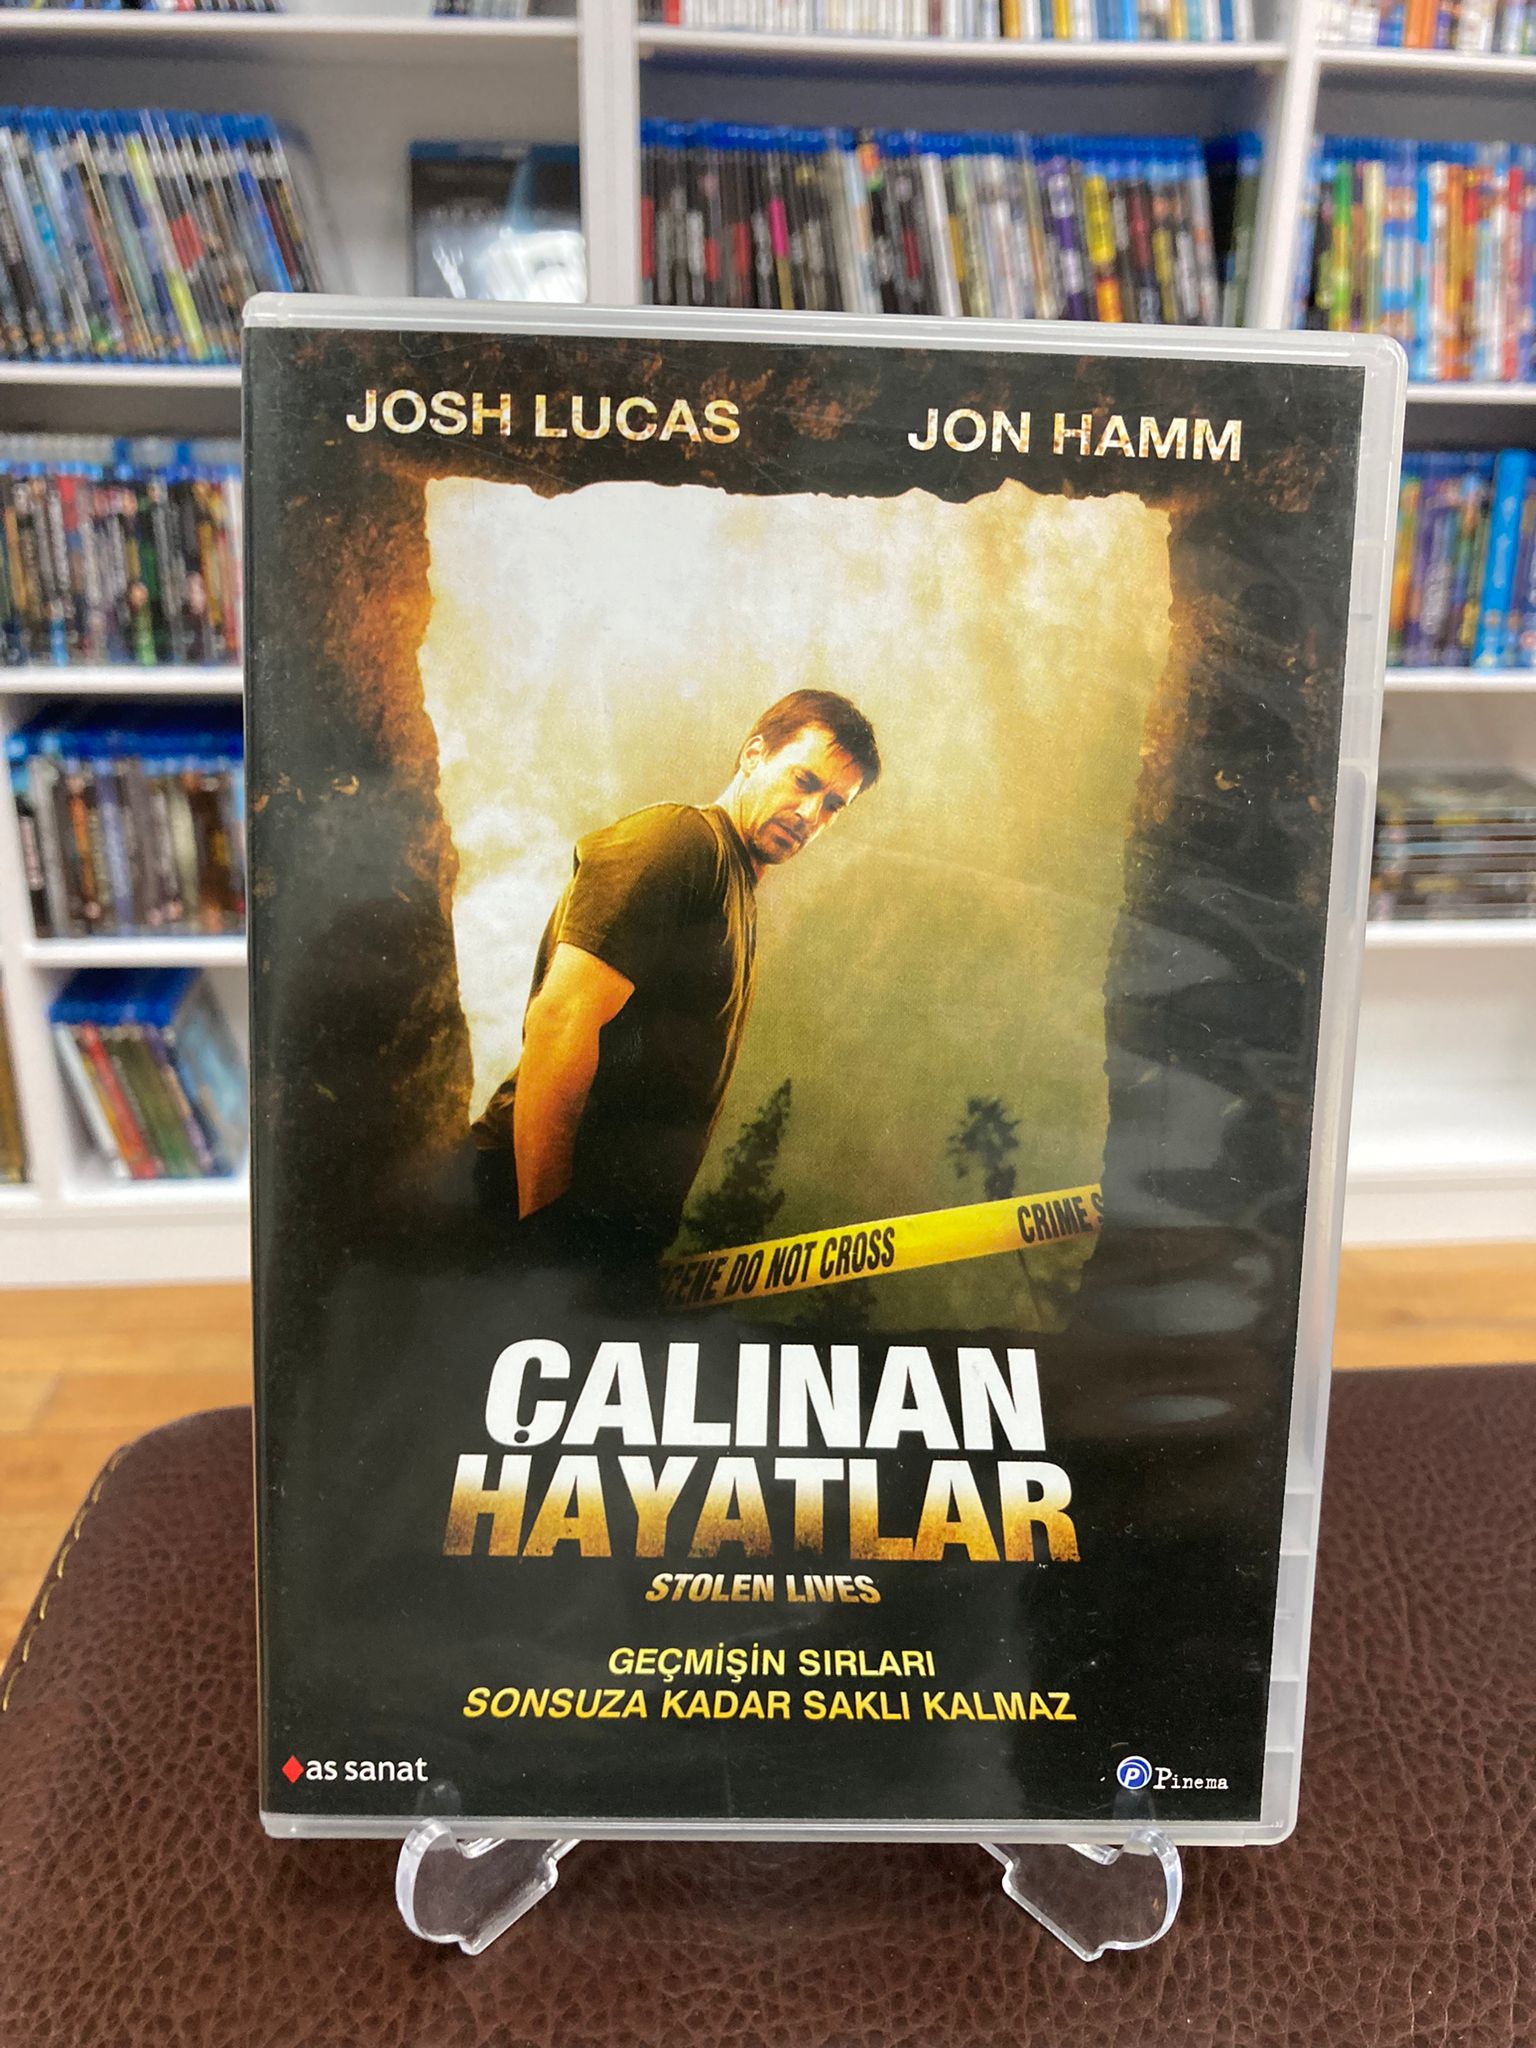 JOSH LUCAS
JON HAMM
CENE DO NOT CROSS
CRIME S
ÇALINAN
HAYATLAR
STOLEN LIVES
GEÇMİŞİN SIRLARI
SONSUZA KADAR SAKLI KALMAZ
as sanat
P Pinema